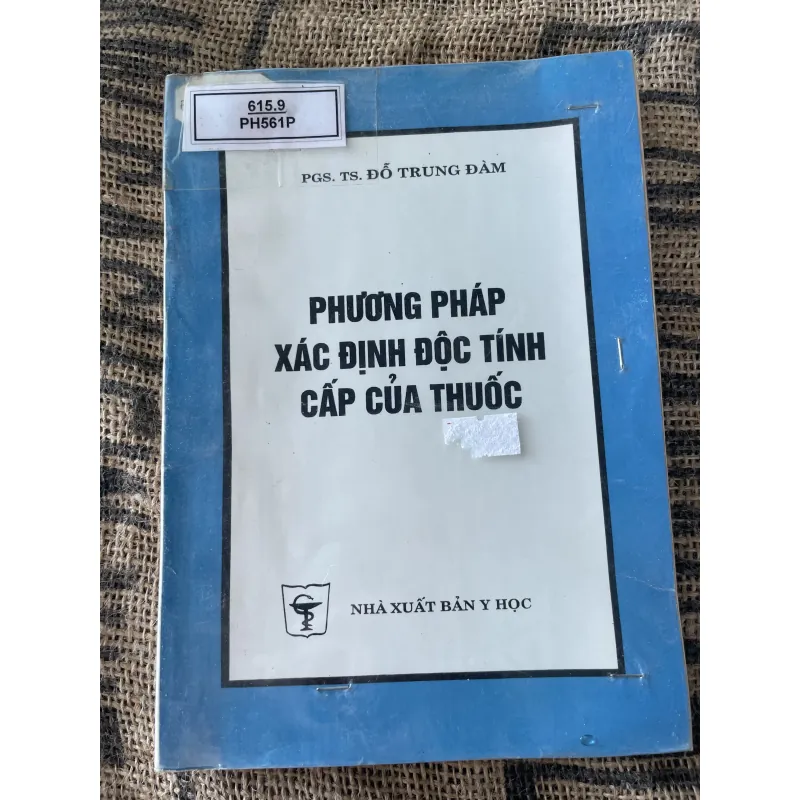 615.9
PH561P
PGS. TS. ĐỖ TRUNG ĐÀM
PHƯƠNG PHÁP
XÁC ĐỊNH ĐỘC TÍNH
CẤP CỦA THUỐC
NHÀ XUẤT BẢN Y HỌC